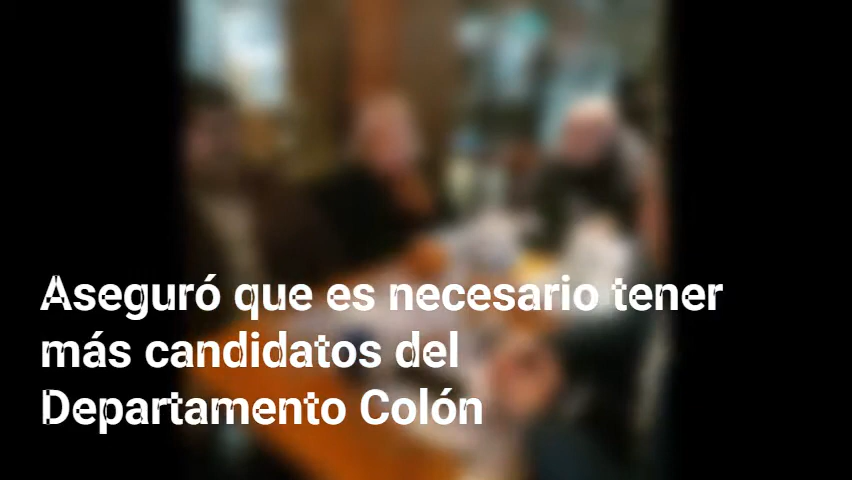 Aseguró que es necesario tener
más candidatos del
Departamento Colón